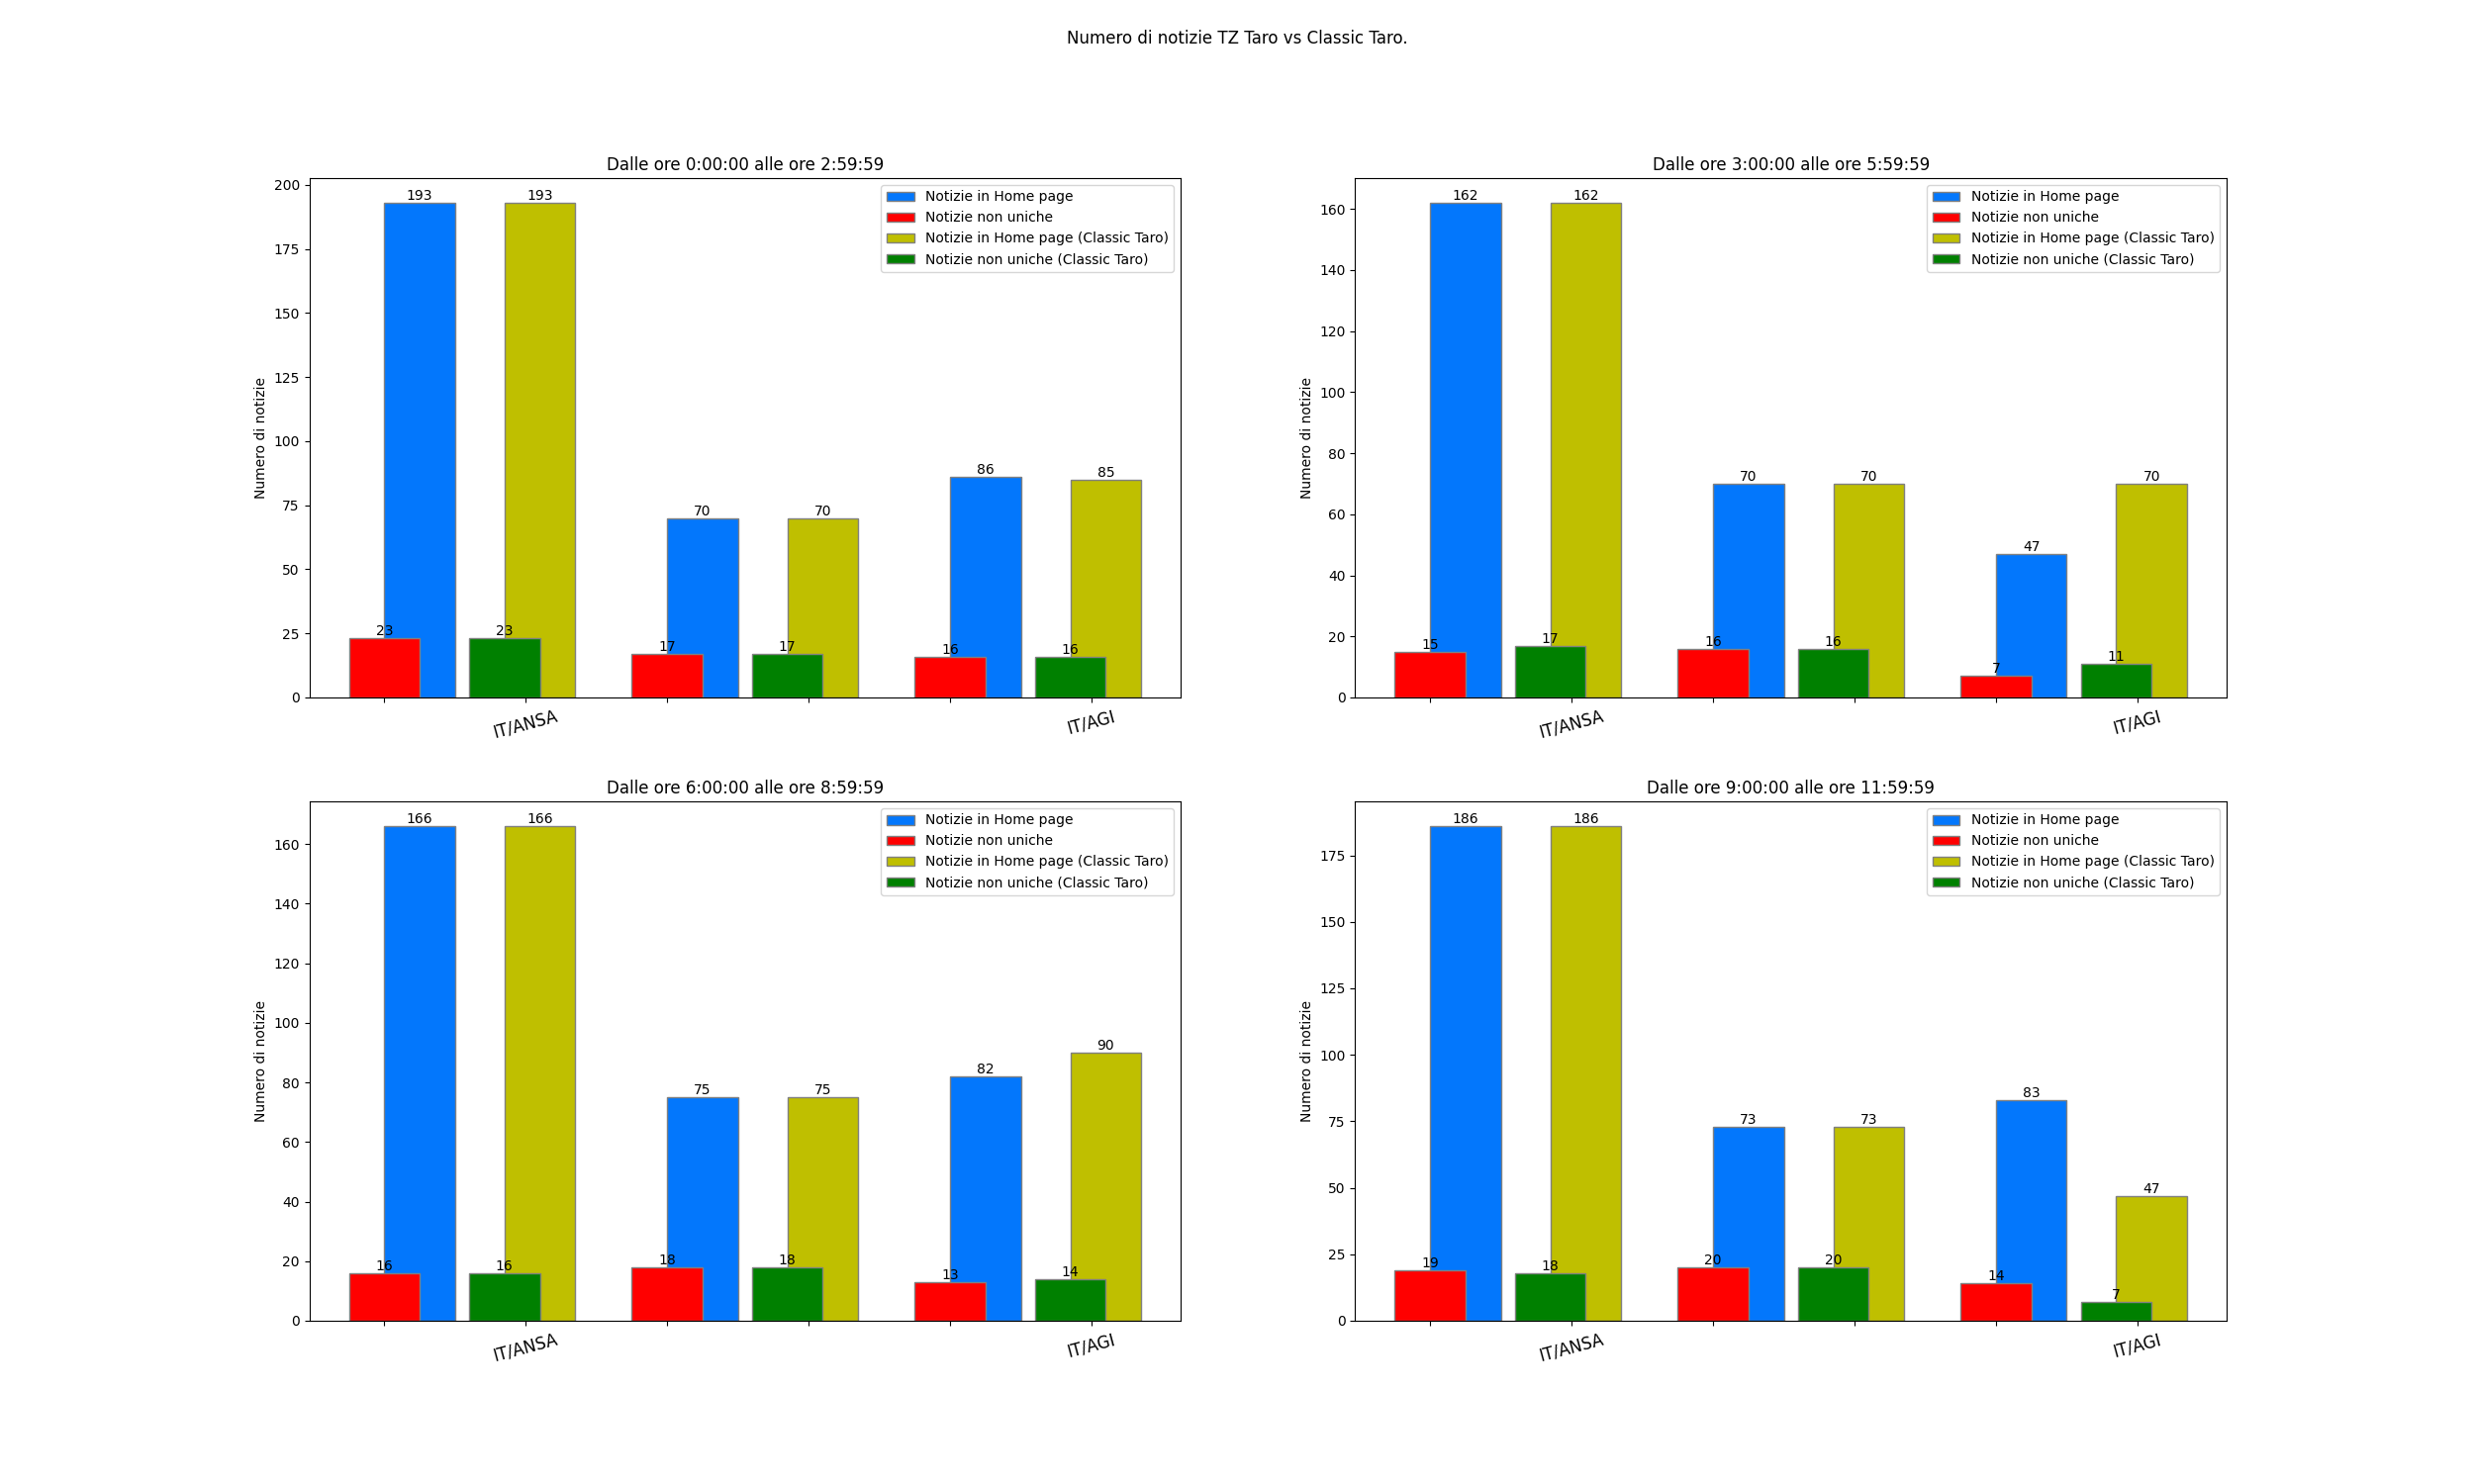 Numero di notizie TZ Taro vs Classic Taro.
Dalle ore 0:00:00 alle ore 2:59:59
Numero di notizie
200
175
150
125
100
75
50
25
0
193
193
70
70
86
85
23
23
17
17
16
16
Notizie in Home page
Notizie non uniche
Notizie in Home page (Classic Taro)
Notizie non uniche (Classic Taro)
IT/ANSA
IT/AGI
Dalle ore 3:00:00 alle ore 5:59:59
Numero di notizie
160
140
120
100
80
60
40
20
0
162
162
70
70
47
70
15
17
16
16
7
11
Notizie in Home page
Notizie non uniche
Notizie in Home page (Classic Taro)
Notizie non uniche (Classic Taro)
IT/ANSA
IT/AGI
Dalle ore 6:00:00 alle ore 8:59:59
Numero di notizie
160
140
120
100
80
60
40
20
0
166
166
75
75
82
90
16
16
18
18
13
14
Notizie in Home page
Notizie non uniche
Notizie in Home page (Classic Taro)
Notizie non uniche (Classic Taro)
IT/ANSA
IT/AGI
Dalle ore 9:00:00 alle ore 11:59:59
Numero di notizie
175
150
125
100
75
50
25
0
186
186
73
73
83
47
19
18
20
20
14
7
Notizie in Home page
Notizie non uniche
Notizie in Home page (Classic Taro)
Notizie non uniche (Classic Taro)
IT/ANSA
IT/AGI